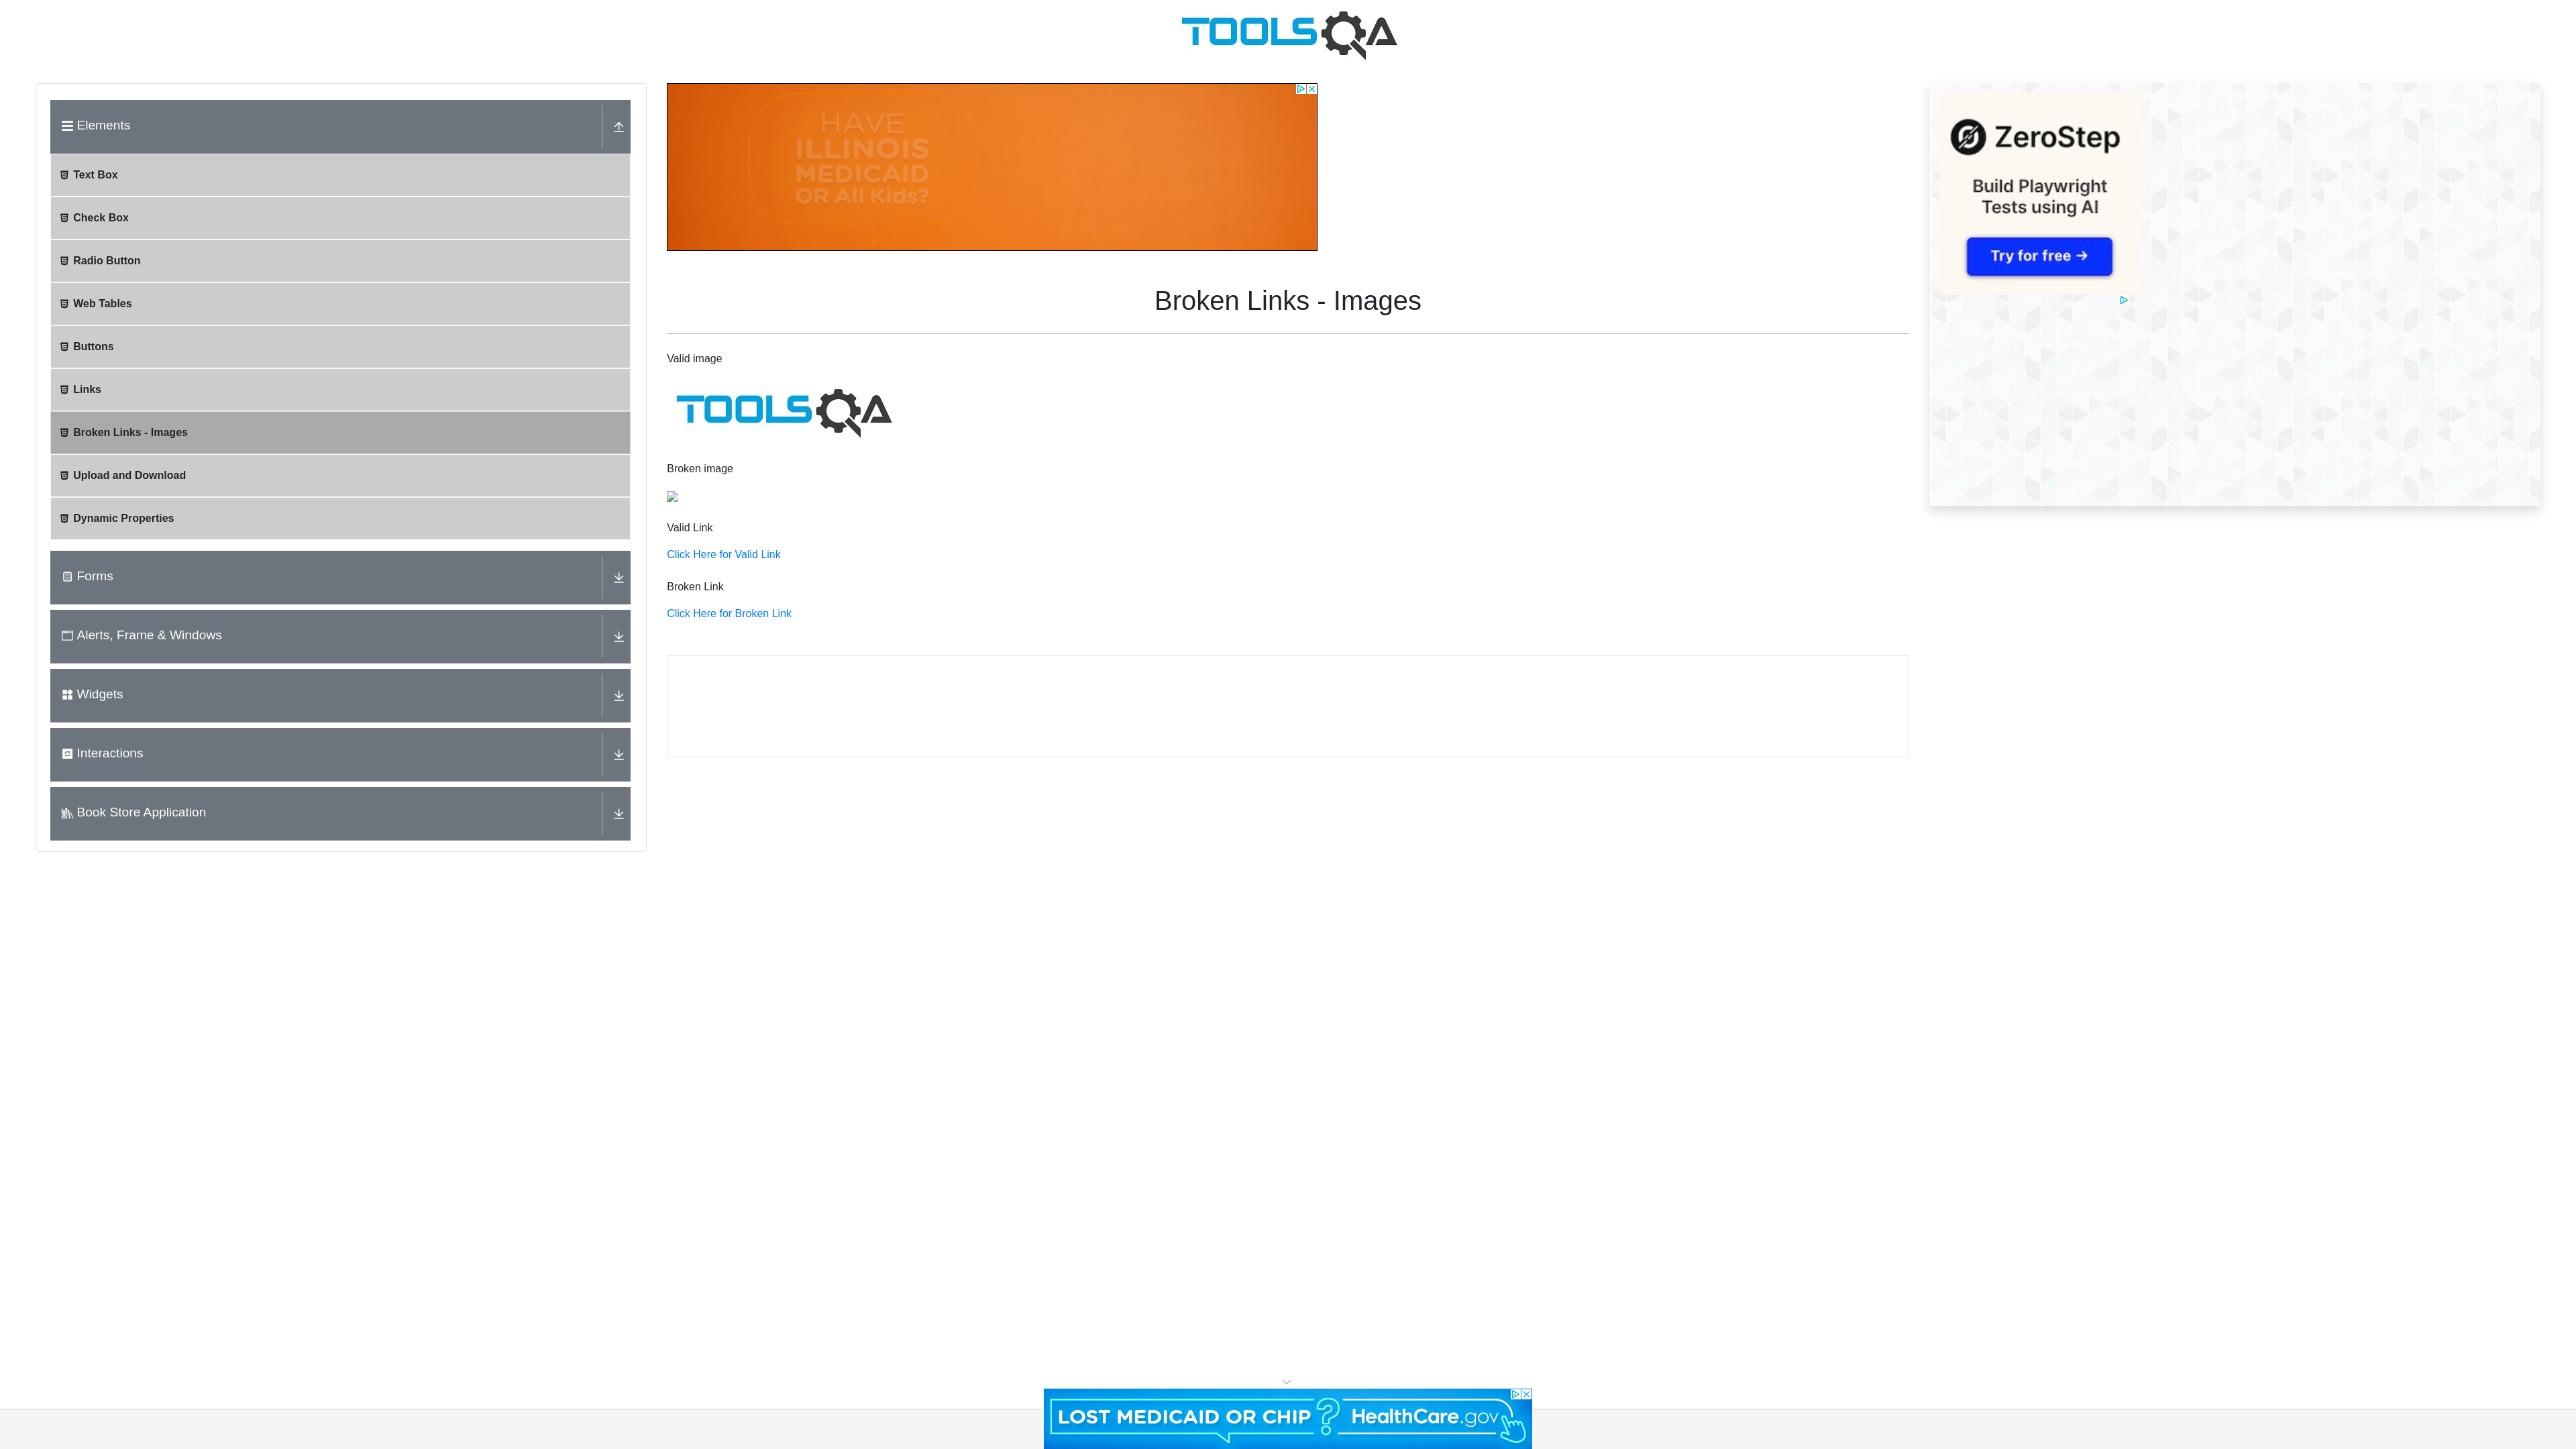 TOOLSQA
Elements
Text Box
Check Box
Radio Button
Web Tables
Buttons
Links
Broken Links - Images
Upload and Download
Dynamic Properties
Forms
Alerts, Frame & Windows
Widgets
Interactions
Book Store Application
HAVE
ILLINOIS
MEDICAID
OR All Kids?
Broken Links - Images
Valid image
TOOLSQA
Broken image
Valid Link
Click Here for Valid Link
Broken Link
Click Here for Broken Link
ZeroStep
Build Playwright
Tests using AI
Try for free →
LOST MEDICAID OR CHIP? HealthCare.gov